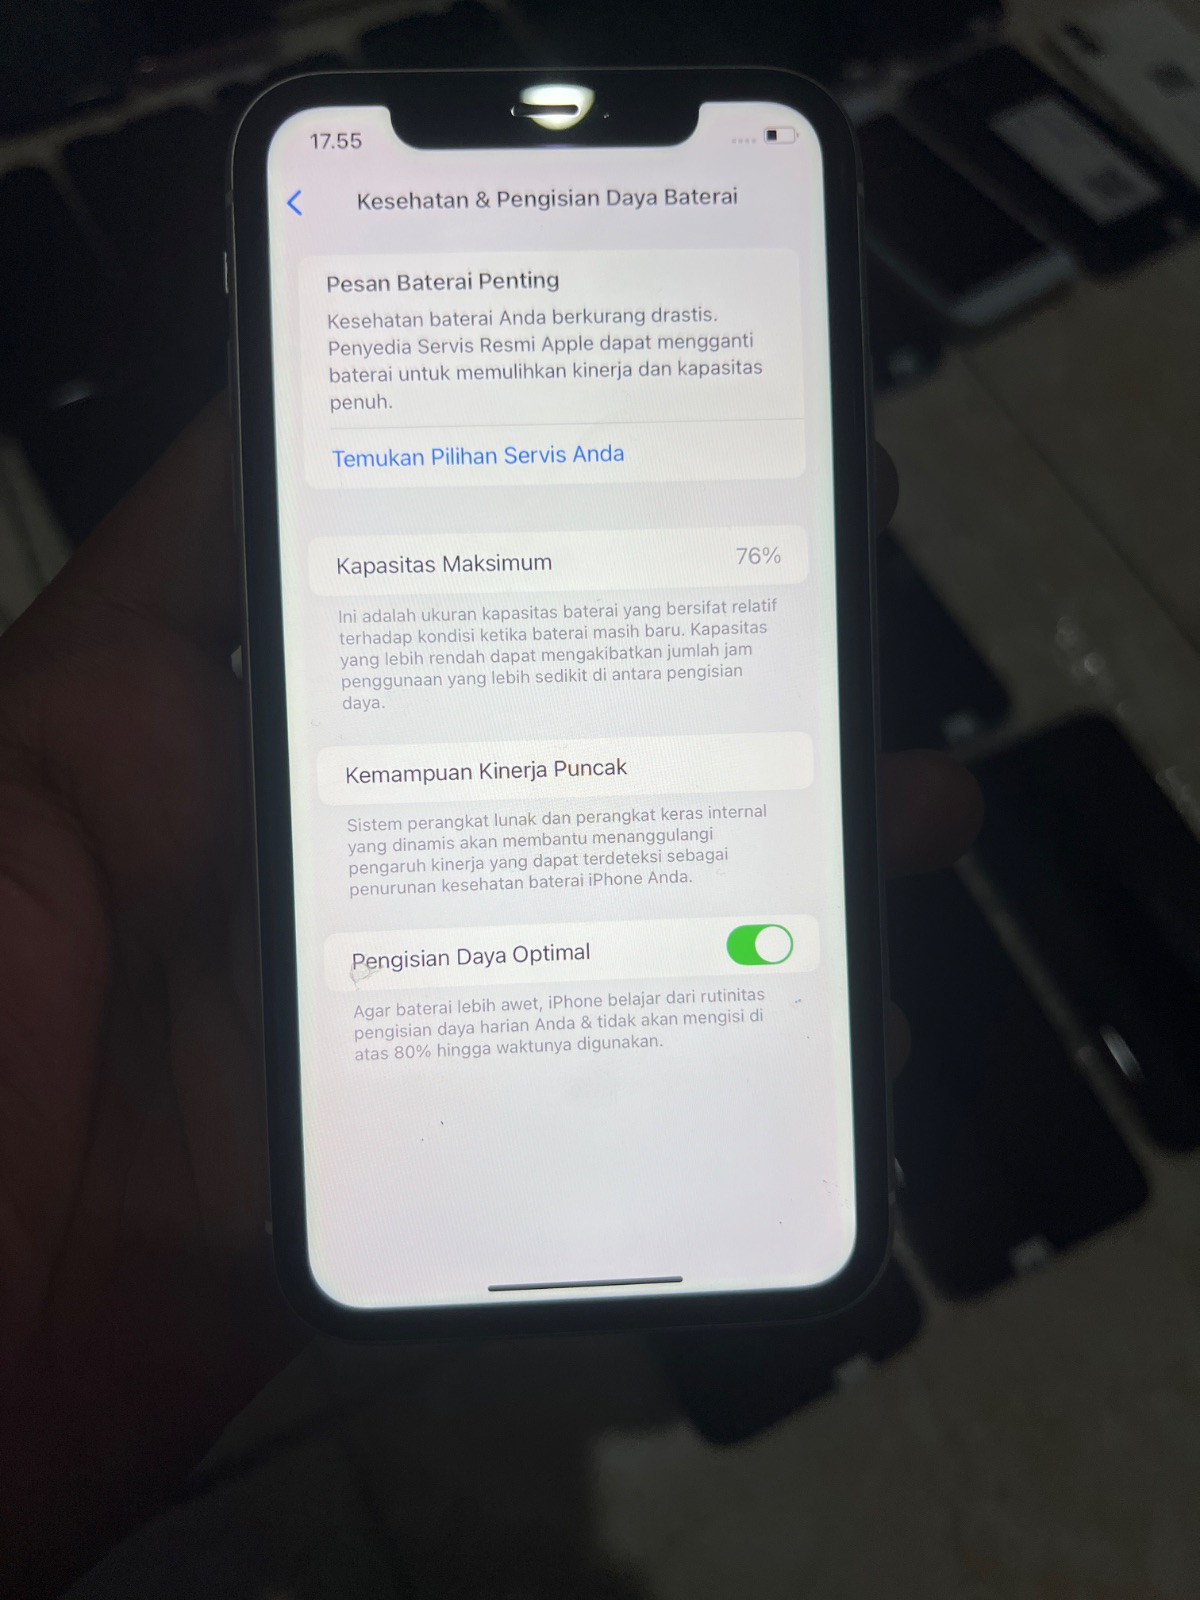 17.55
Kesehatan & Pengisian Daya Baterai
Pesan Baterai Penting
Kesehatan baterai Anda berkurang drastis.
Penyedia Servis Resmi Apple dapat mengganti
baterai untuk memulihkan kinerja dan kapasitas
penuh.
Temukan Pilihan Servis Anda
Kapasitas Maksimum 76%
Ini adalah ukuran kapasitas baterai yang bersifat relatif
terhadap kondisi ketika baterai masih baru. Kapasitas
yang lebih rendah dapat mengakibatkan jumlah jam
penggunaan yang lebih sedikit di antara pengisian
daya.
Kemampuan Kinerja Puncak
Sistem perangkat lunak dan perangkat keras internal
yang dinamis akan membantu menanggulangi
pengaruh kinerja yang dapat terdeteksi sebagai
penurunan kesehatan baterai iPhone Anda.
Pengisian Daya Optimal
Agar baterai lebih awet, iPhone belajar dari rutinitas
pengisian daya harian Anda & tidak akan mengisi di
atas 80% hingga waktunya digunakan.